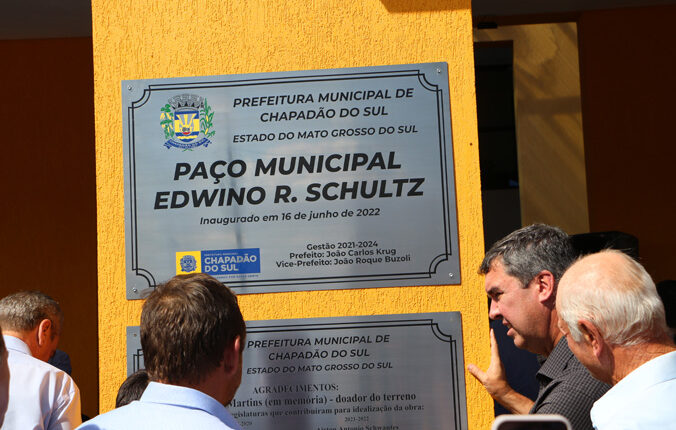 PREFEITURA MUNICIPAL DE
CHAPADÃO DO SUL
ESTADO DO MATO GROSSO DO SUL
PAÇO MUNICIPAL
EDWINO R. SCHULTZ
Inaugurado em 16 de junho de 2022
Gestão 2021-2024
Prefeito: João Carlos Krug
Vice-Prefeito: João Roque Buzoli
CHAPADÃO
DO SUL
PREFEITURA MUNICIPAL DE
CHAPADÃO DO SUL
ESTADO DO MATO GROSSO DO SUL
AGRADECIMENTOS:
Martins (em memória) - doador do terreno
que contribuíram para idealização da obra:
2021-2022
Antonio